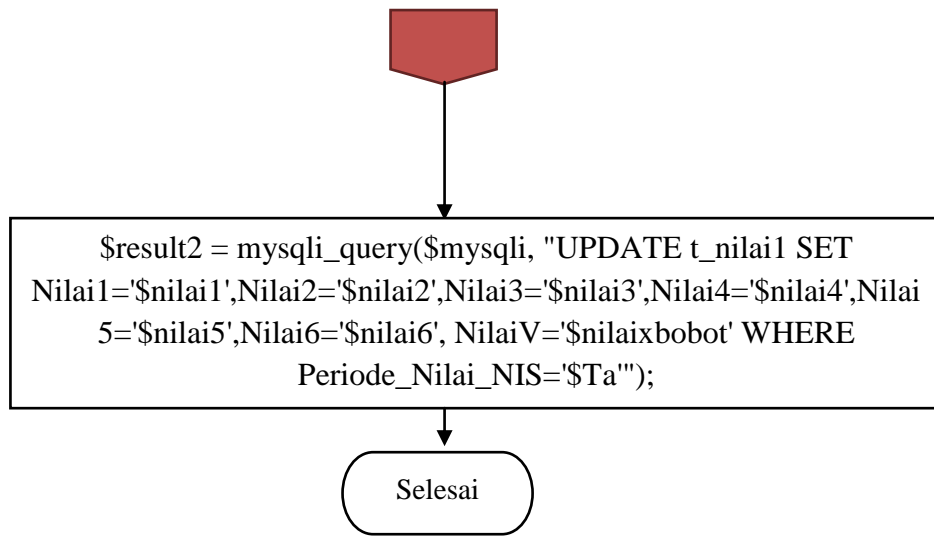 $result2 = mysqli_query($mysqli, "UPDATE t_nilai1 SET
Nilai1='$nilai1',Nilai2='$nilai2',Nilai3='$nilai3',Nilai4='$nilai4',Nilai
5='$nilai5',Nilai6='$nilai6', NilaiV='$nilaixbobot' WHERE
Periode_Nilai_NIS='$Ta'");
Selesai